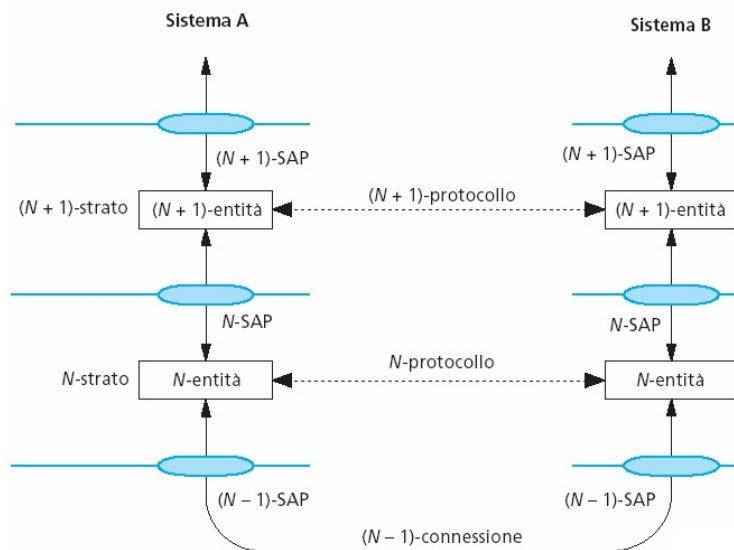 Sistema A
Sistema B
(N + 1)-SAP
(N + 1)-SAP
(N + 1)-strato
(N + 1)-entità
(N + 1)-protocollo
(N + 1)-entità
N-SAP
N-SAP
N-strato
N-entità
N-protocollo
N-entità
(N – 1)-SAP
(N – 1)-SAP
(N – 1)-connessione